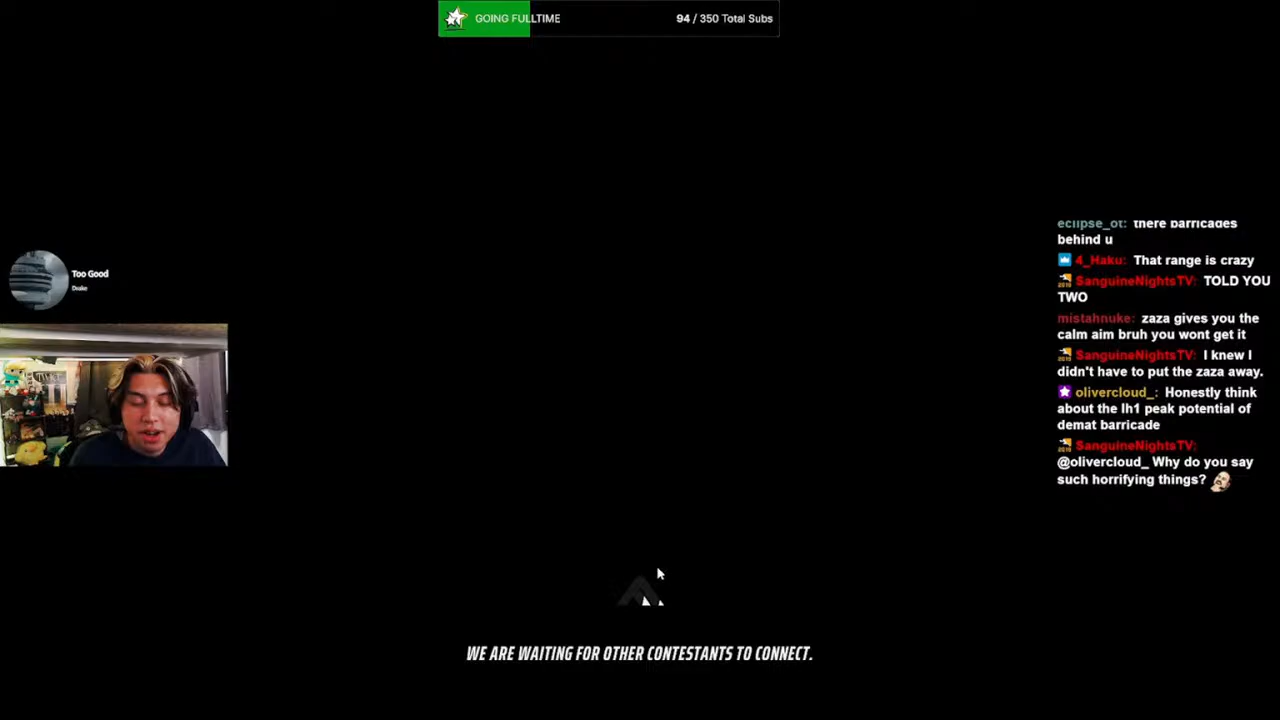 GOING FULLTIME
94 / 350 Total Subs
Too Good
Drake
eclipse_ot: there barricades
behind u
4_Haku: That range is crazy
SanguineNightsTV: TOLD YOU
TWO
mistahnuke: zaza gives you the
calm aim bruh you wont get it
SanguineNightsTV: I knew I
didn't have to put the zaza away.
olivercloud_: Honestly think
about the lh1 peak potential of
demat barricade
SanguineNightsTV:
@olivercloud_ Why do you say
such horrifying things?
WE ARE WAITING FOR OTHER CONTESTANTS TO CONNECT.